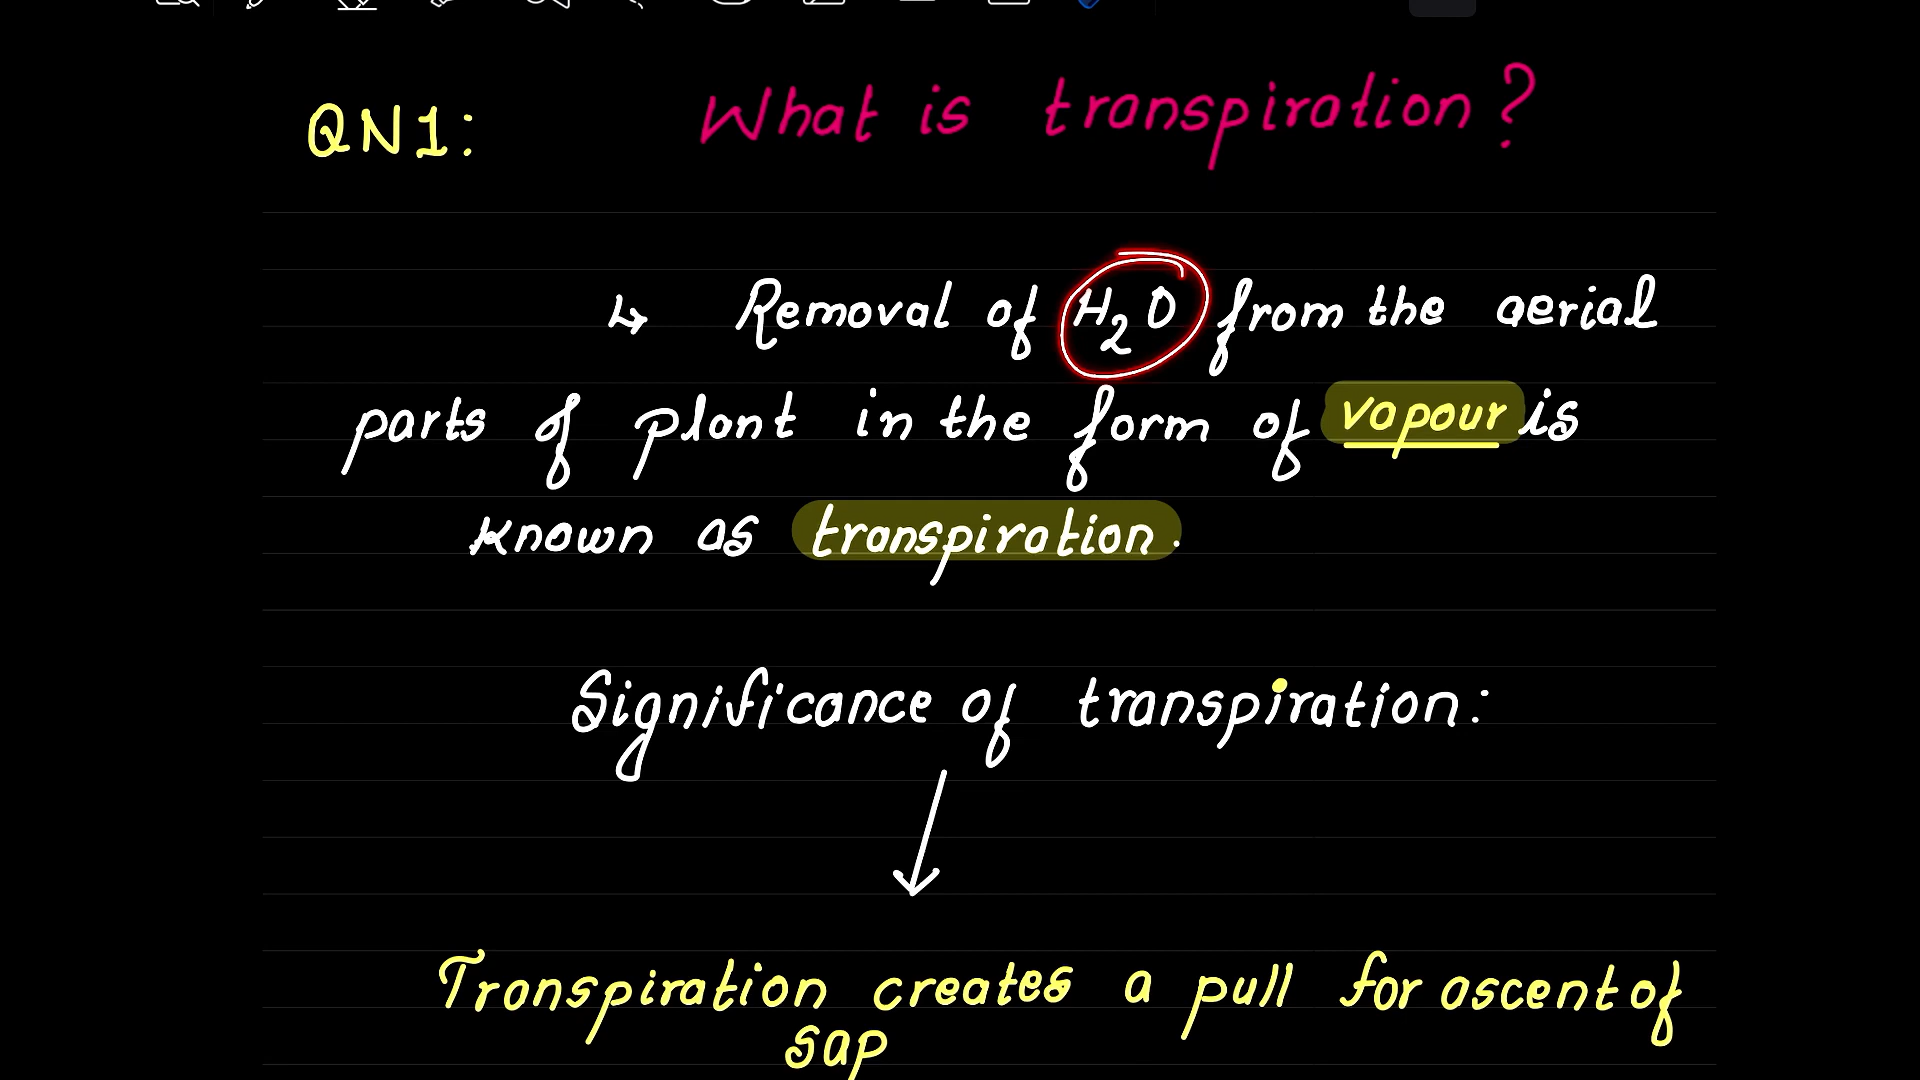 QN1: What is transpiration?
↳ Removal of H₂O from the aerial
parts of plant in the form of vapour is
known as transpiration.
Significance of transpiration:
Transpiration creates a pull for ascent of
sap